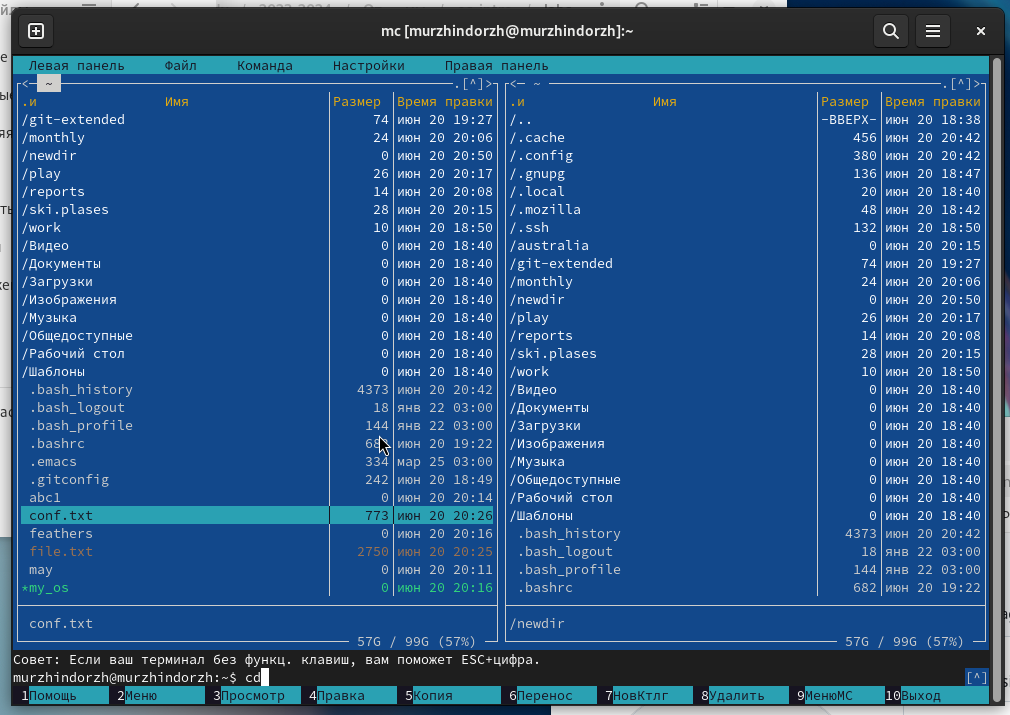 mc [murzhindorzh@murzhindorzh]:~
Левая панель Файл Команда Настройки Правая панель
<─ ~ .[^]>
.и Имя Размер Время правки
/git-extended 74 июн 20 19:27
/monthly 24 июн 20 20:06
/newdir 0 июн 20 20:50
/play 26 июн 20 20:17
/reports 14 июн 20 20:08
/ski.plases 28 июн 20 20:15
/work 10 июн 20 18:50
/Видео 0 июн 20 18:40
/Документы 0 июн 20 18:40
/Загрузки 0 июн 20 18:40
/Изображения 0 июн 20 18:40
/Музыка 0 июн 20 18:40
/Общедоступные 0 июн 20 18:40
/Рабочий стол 0 июн 20 18:40
/Шаблоны 0 июн 20 18:40
.bash_history 4373 июн 20 20:42
.bash_logout 18 янв 22 03:00
.bash_profile 144 янв 22 03:00
.bashrc 682 июн 20 19:22
.emacs 334 мар 25 03:00
.gitconfig 242 июн 20 18:49
abc1 0 июн 20 20:14
conf.txt 773 июн 20 20:26
feathers 0 июн 20 20:16
file.txt 2750 июн 20 20:25
may 0 июн 20 20:11
*my_os 0 июн 20 20:16
conf.txt
57G / 99G (57%)
<─ ~ .[^]>
.и Имя Размер Время правки
/.. -ВВЕРХ- июн 20 18:38
/.cache 456 июн 20 20:42
/.config 380 июн 20 20:42
/.gnupg 136 июн 20 18:47
/.local 20 июн 20 18:40
/.mozilla 48 июн 20 18:42
/.ssh 132 июн 20 18:50
/australia 0 июн 20 20:15
/git-extended 74 июн 20 19:27
/monthly 24 июн 20 20:06
/newdir 0 июн 20 20:50
/play 26 июн 20 20:17
/reports 14 июн 20 20:08
/ski.plases 28 июн 20 20:15
/work 10 июн 20 18:50
/Видео 0 июн 20 18:40
/Документы 0 июн 20 18:40
/Загрузки 0 июн 20 18:40
/Изображения 0 июн 20 18:40
/Музыка 0 июн 20 18:40
/Общедоступные 0 июн 20 18:40
/Рабочий стол 0 июн 20 18:40
/Шаблоны 0 июн 20 18:40
.bash_history 4373 июн 20 20:42
.bash_logout 18 янв 22 03:00
.bash_profile 144 янв 22 03:00
.bashrc 682 июн 20 19:22
/newdir
57G / 99G (57%)
Совет: Если ваш терминал без функц. клавиш, вам поможет ESC+цифра.
murzhindorzh@murzhindorzh:~$ cd [^]
1Помощь 2Меню 3Просмотр 4Правка 5Копия 6Перенос 7НовКтлг 8Удалить 9МенюМС 10Выход